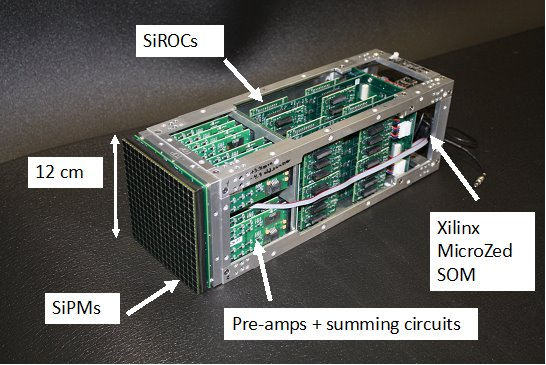 SiROCs
12 cm
Xilinx
MicroZed
SOM
SiPMs
Pre-amps + summing circuits